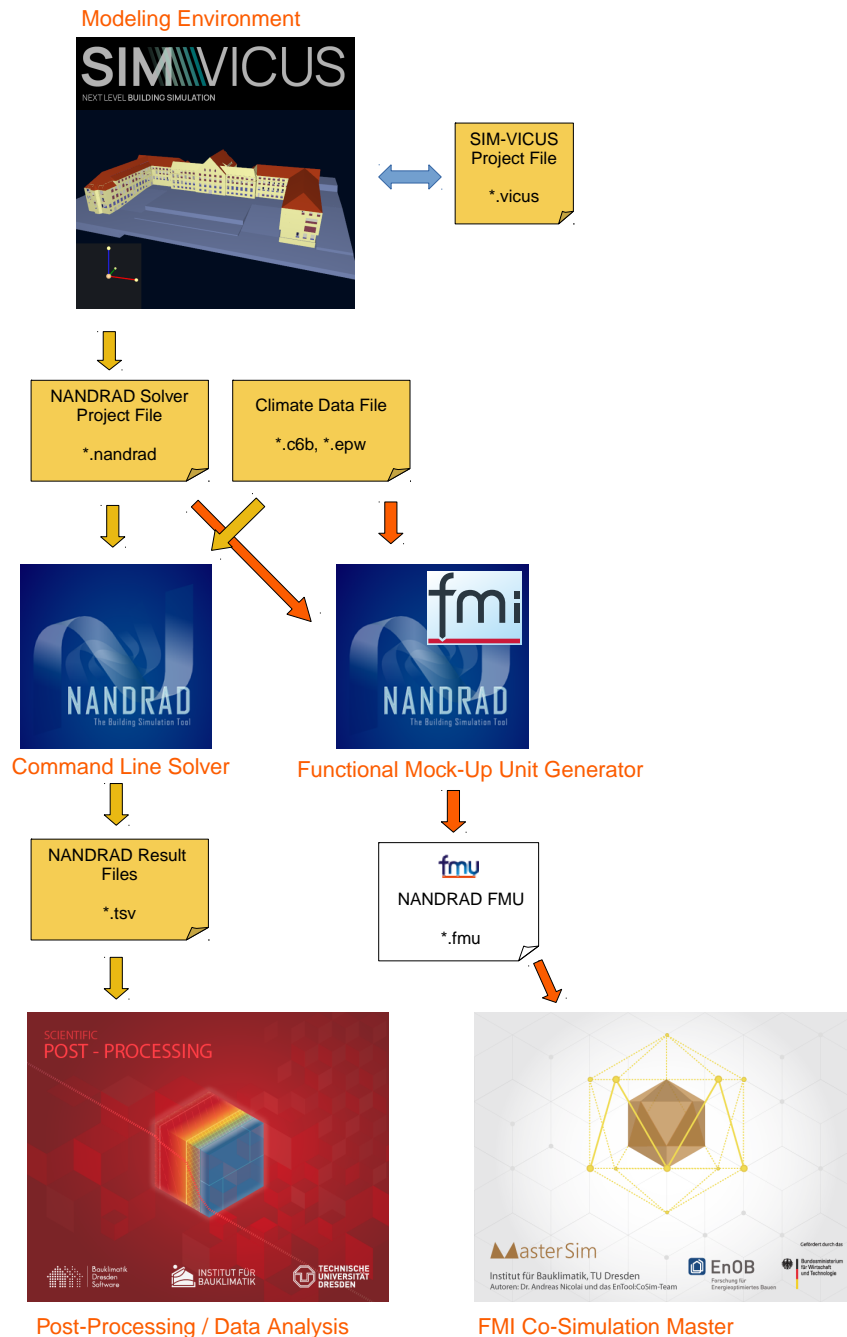 Modeling Environment
SIMVICUS
NEXT LEVEL BUILDING SIMULATION
SIM-VICUS
Project File
*.vicus
NANDRAD Solver
Project File
*.nandrad
Climate Data File
*.c6b, *.epw
NANDRAD
The Building Simulation Tool
fmi
NANDRAD
The Building Simulation Tool
Command Line Solver
Functional Mock-Up Unit Generator
NANDRAD Result
Files
*.tsv
fmu
NANDRAD FMU
*.fmu
SCIENTIFIC
POST - PROCESSING
Bauklimatik
Dresden
Software
INSTITUT FÜR
BAUKLIMATIK
TECHNISCHE
UNIVERSITÄT
DRESDEN
MasterSim
Institut für Bauklimatik, TU Dresden
Autoren: Dr. Andreas Nicolai und das EnTool:CoSim-Team
EnOB
Forschung für
Energieoptimiertes Bauen
Gefördert durch das
Bundesministerium
für Wirtschaft
und Technologie
Post-Processing / Data Analysis
FMI Co-Simulation Master